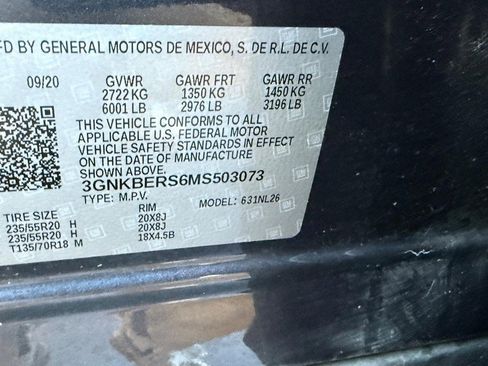 MFD BY GENERAL MOTORS DE MEXICO, S. DE R.L. DE C.V.
09/20 GVWR GAWR FRT GAWR RR
2722 KG 1350 KG 1450 KG
6001 LB 2976 LB 3196 LB
THIS VEHICLE CONFORMS TO ALL
APPLICABLE U.S. FEDERAL MOTOR
VEHICLE SAFETY STANDARDS IN EFFECT
ON THE DATE OF MANUFACTURE SHOWN ABOVE.
3GNKBERS6MS503073
TYPE: M.P.V. MODEL: 631NL26
TIRE SIZE RIM
235/55R20 H 20X8J
235/55R20 H 20X8J
T135/70R18 M 18X4.5B